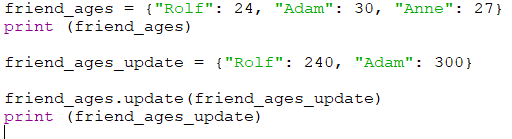 friend_ages = {"Rolf": 24, "Adam": 30, "Anne": 27}
print (friend_ages)
friend_ages_update = {"Rolf": 240, "Adam": 300}
friend_ages.update(friend_ages_update)
print (friend_ages_update)